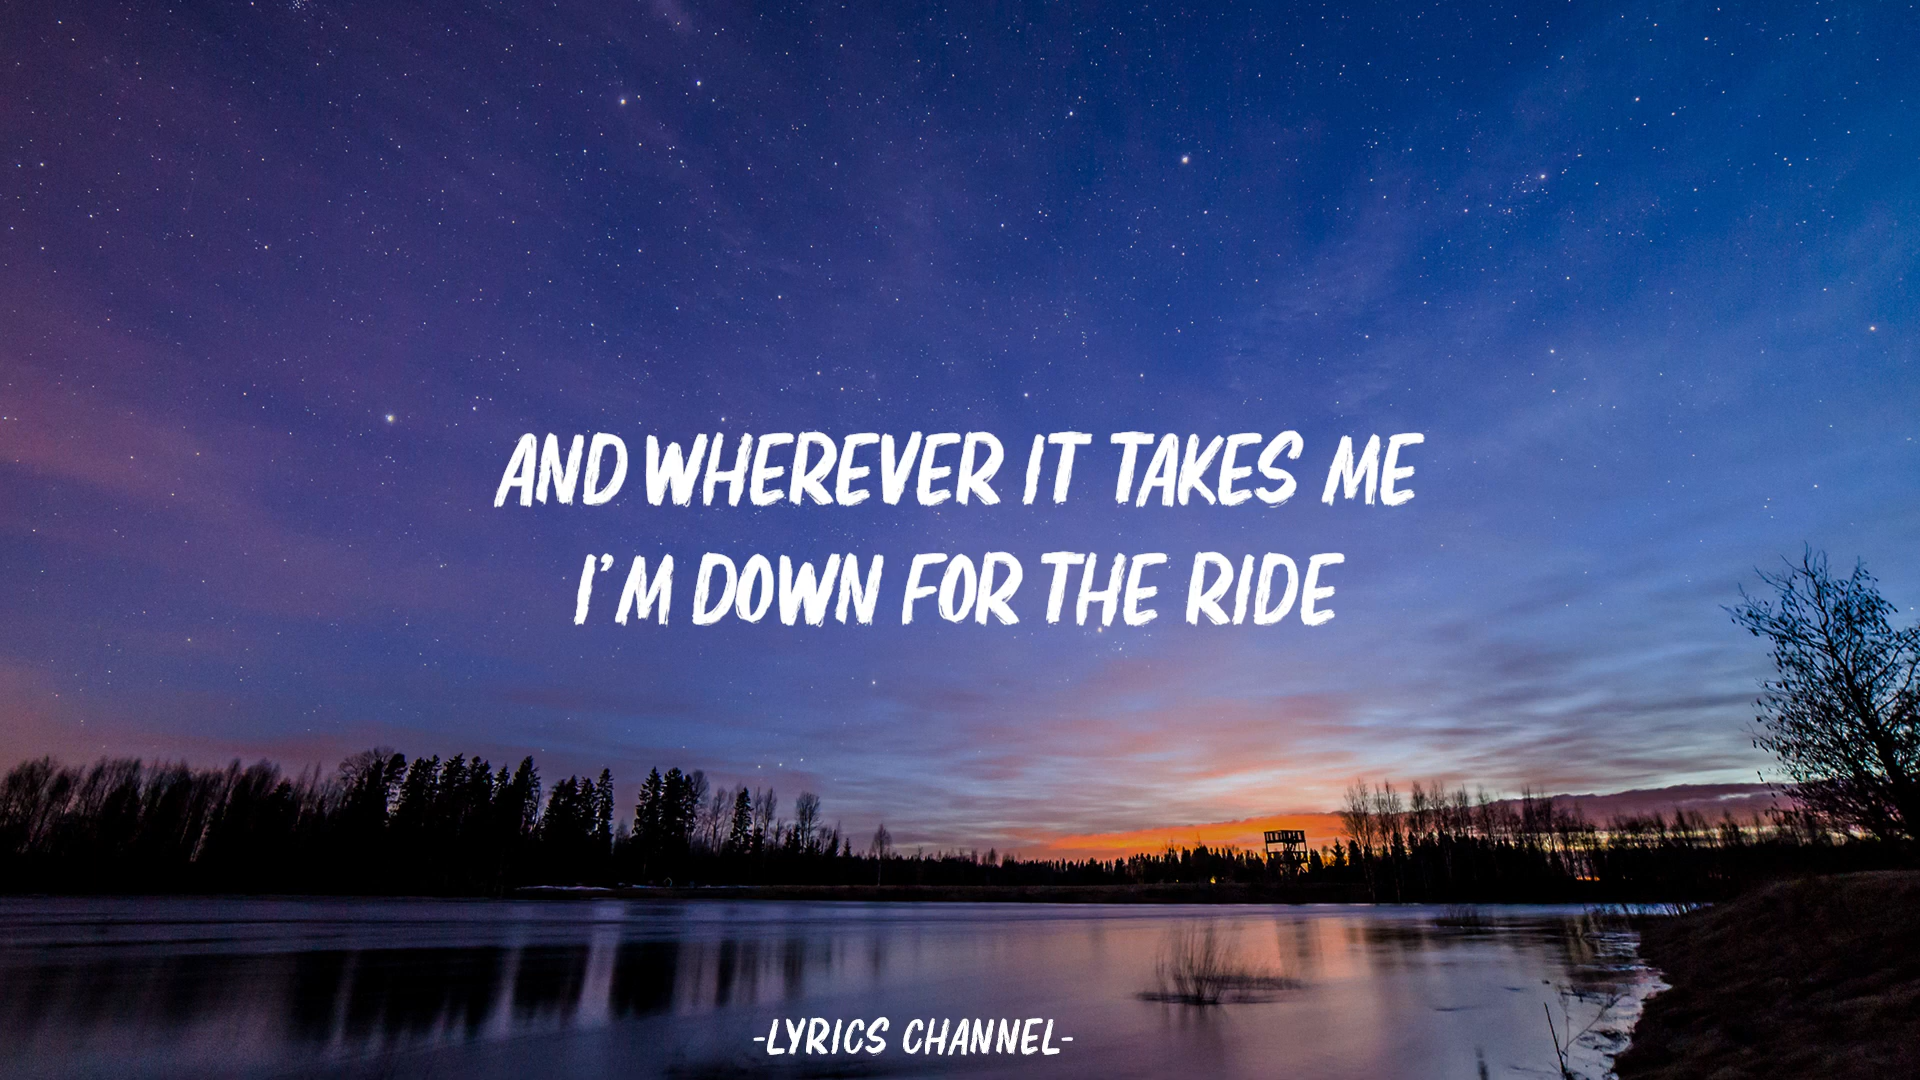 AND WHEREVER IT TAKES ME
I'M DOWN FOR THE RIDE
-LYRICS CHANNEL-